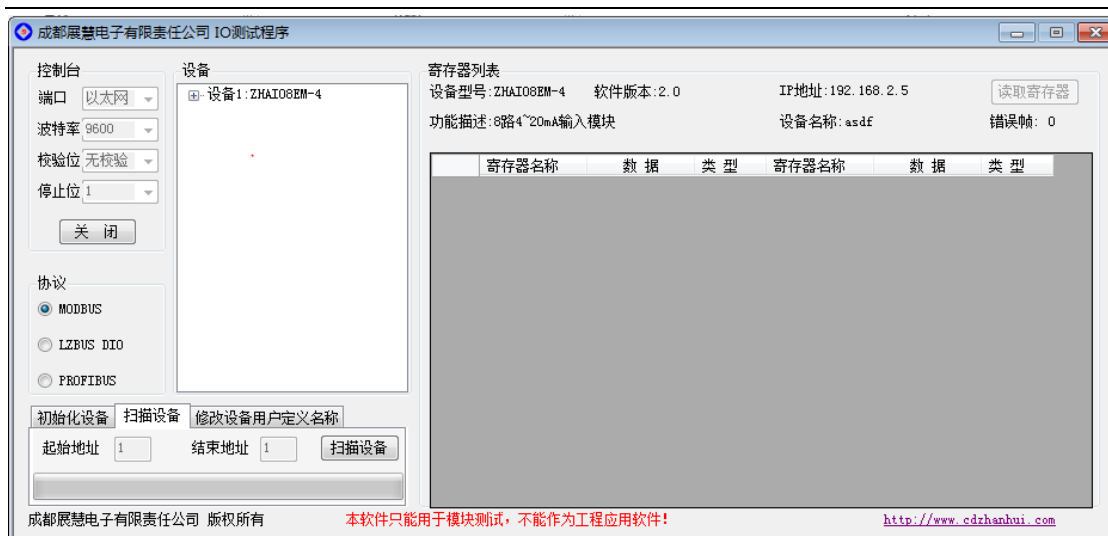 成都展慧电子有限责任公司 IO测试程序
控制台
端口 以太网
波特率 9600
校验位 无校验
停止位 1
关 闭
协议
MODBUS
LZBUS DIO
PROFIBUS
设备
设备1:ZHAI08EM-4
初始化设备 扫描设备 修改设备用户定义名称
起始地址 1 结束地址 1 扫描设备
寄存器列表
设备型号:ZHAI08EM-4 软件版本:2.0 IP地址:192.168.2.5 读取寄存器
功能描述:8路4~20mA输入模块 设备名称:asdf 错误帧: 0
寄存器名称 数 据 类 型 寄存器名称 数 据 类 型
成都展慧电子有限责任公司 版权所有 本软件只能用于模块测试，不能作为工程应用软件! http://www.cdzhanhui.com